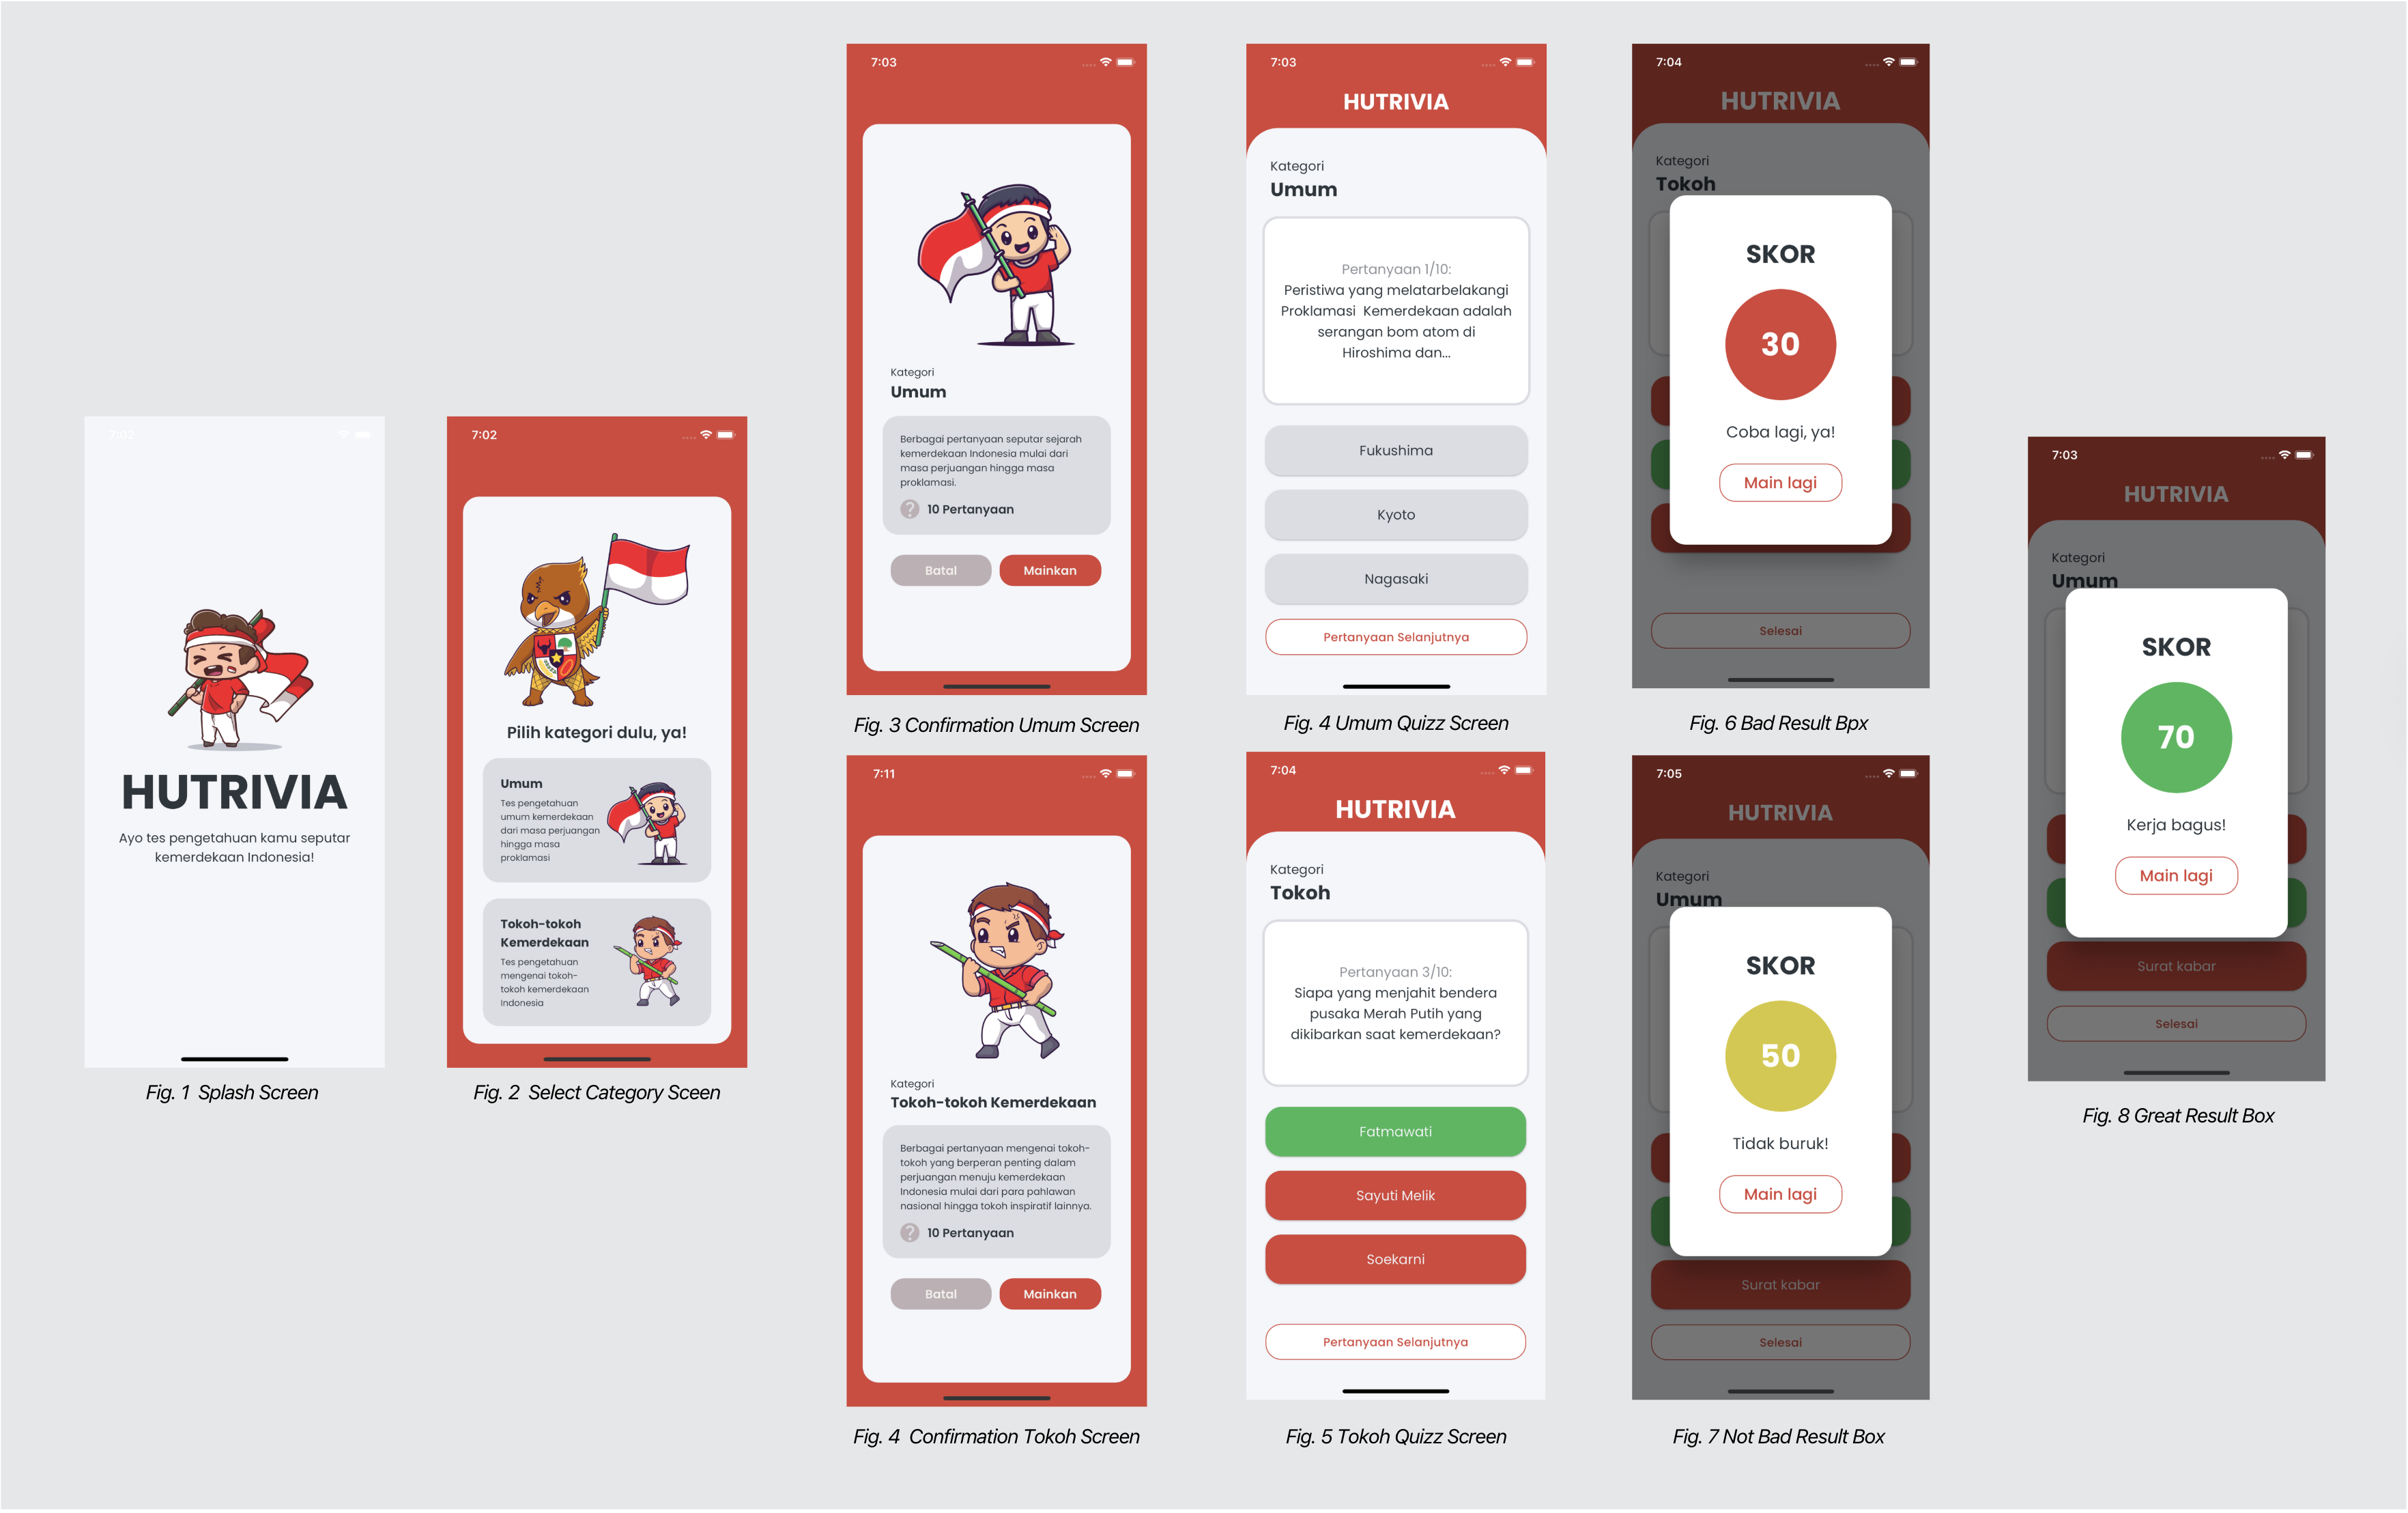 7:02
HUTRIVIA
Ayo tes pengetahuan kamu seputar
kemerdekaan Indonesia!
Fig. 1 Splash Screen
7:02
Pilih kategori dulu, ya!
Umum
Tes pengetahuan
umum kemerdekaan
dari masa perjuangan
hingga masa
proklamasi
Tokoh-tokoh
Kemerdekaan
Tes pengetahuan
mengenai tokoh-
tokoh kemerdekaan
Indonesia
Fig. 2 Select Category Sceen
7:03
Kategori
Umum
Berbagai pertanyaan seputar sejarah
kemerdekaan Indonesia mulai dari
masa perjuangan hingga masa
proklamasi.
? 10 Pertanyaan
Batal Mainkan
Fig. 3 Confirmation Umum Screen
7:11
Kategori
Tokoh-tokoh Kemerdekaan
Berbagai pertanyaan mengenai tokoh-
tokoh yang berperan penting dalam
perjuangan menuju kemerdekaan
Indonesia mulai dari para pahlawan
nasional hingga tokoh inspiratif lainnya.
? 10 Pertanyaan
Batal Mainkan
Fig. 4 Confirmation Tokoh Screen
7:03
HUTRIVIA
Kategori
Umum
Pertanyaan 1/10:
Peristiwa yang melatarbelakangi
Proklamasi Kemerdekaan adalah
serangan bom atom di
Hiroshima dan...
Fukushima
Kyoto
Nagasaki
Pertanyaan Selanjutnya
Fig. 4 Umum Quizz Screen
7:04
HUTRIVIA
Kategori
Tokoh
Pertanyaan 3/10:
Siapa yang menjahit bendera
pusaka Merah Putih yang
dikibarkan saat kemerdekaan?
Fatmawati
Sayuti Melik
Soekarni
Pertanyaan Selanjutnya
Fig. 5 Tokoh Quizz Screen
7:04
HUTRIVIA
Kategori
Tokoh
SKOR
30
Coba lagi, ya!
Main lagi
Selesai
Fig. 6 Bad Result Bpx
7:05
HUTRIVIA
Kategori
Umum
SKOR
50
Tidak buruk!
Main lagi
Surat kabar
Selesai
Fig. 7 Not Bad Result Box
7:03
HUTRIVIA
Kategori
Umum
SKOR
70
Kerja bagus!
Main lagi
Surat kabar
Selesai
Fig. 8 Great Result Box